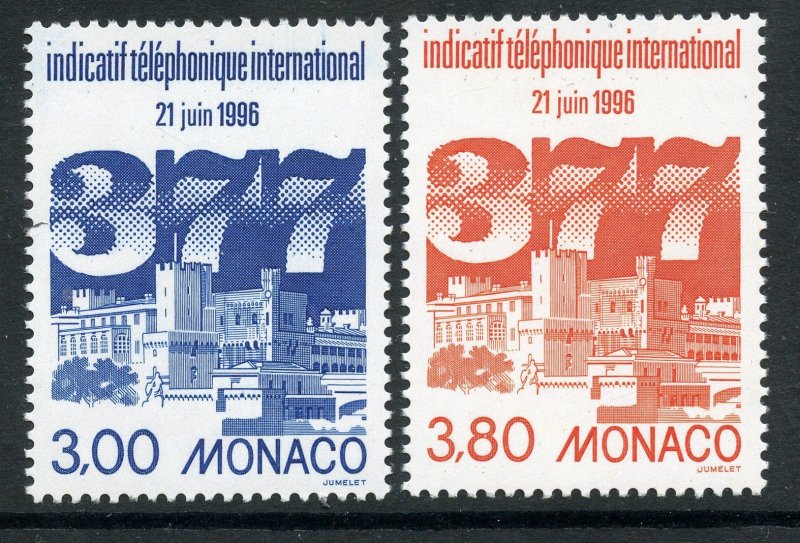 indicatif téléphonique international
21 juin 1996
377
3,00 MONACO
JUMELET
indicatif téléphonique international
21 juin 1996
377
3,80 MONACO
JUMELET